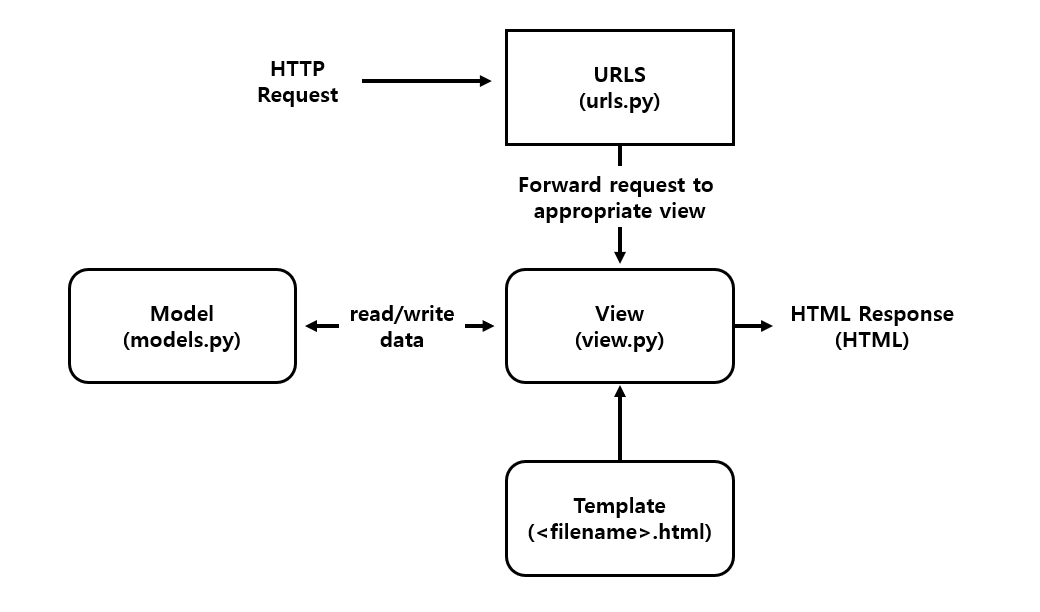 HTTP
Request
URLS
(urls.py)
Forward request to
appropriate view
Model
(models.py)
read/write
data
View
(view.py)
HTML Response
(HTML)
Template
(<filename>.html)